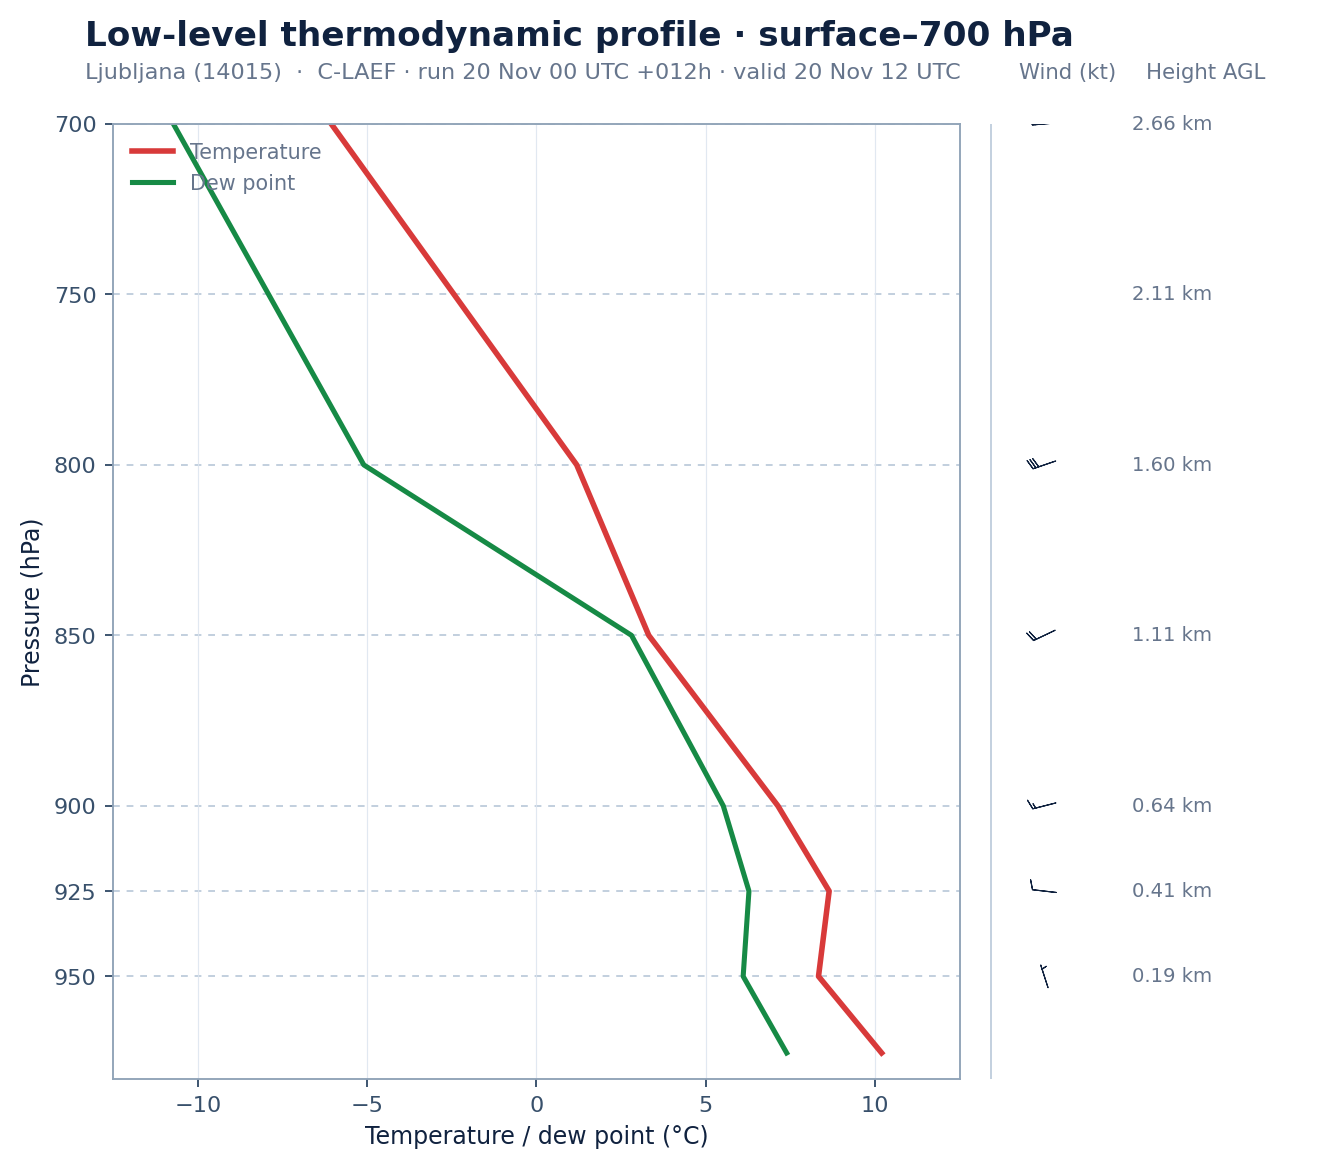 Low-level thermodynamic profile · surface–700 hPa
Ljubljana (14015)  ·  C-LAEF · run 20 Nov 00 UTC +012h · valid 20 Nov 12 UTC
Wind (kt)
Height AGL
700
2.66 km
Temperature
Dew point
750
2.11 km
800
1.60 km
850
1.11 km
900
0.64 km
925
0.41 km
950
0.19 km
Pressure (hPa)
−10
−5
0
5
10
Temperature / dew point (°C)